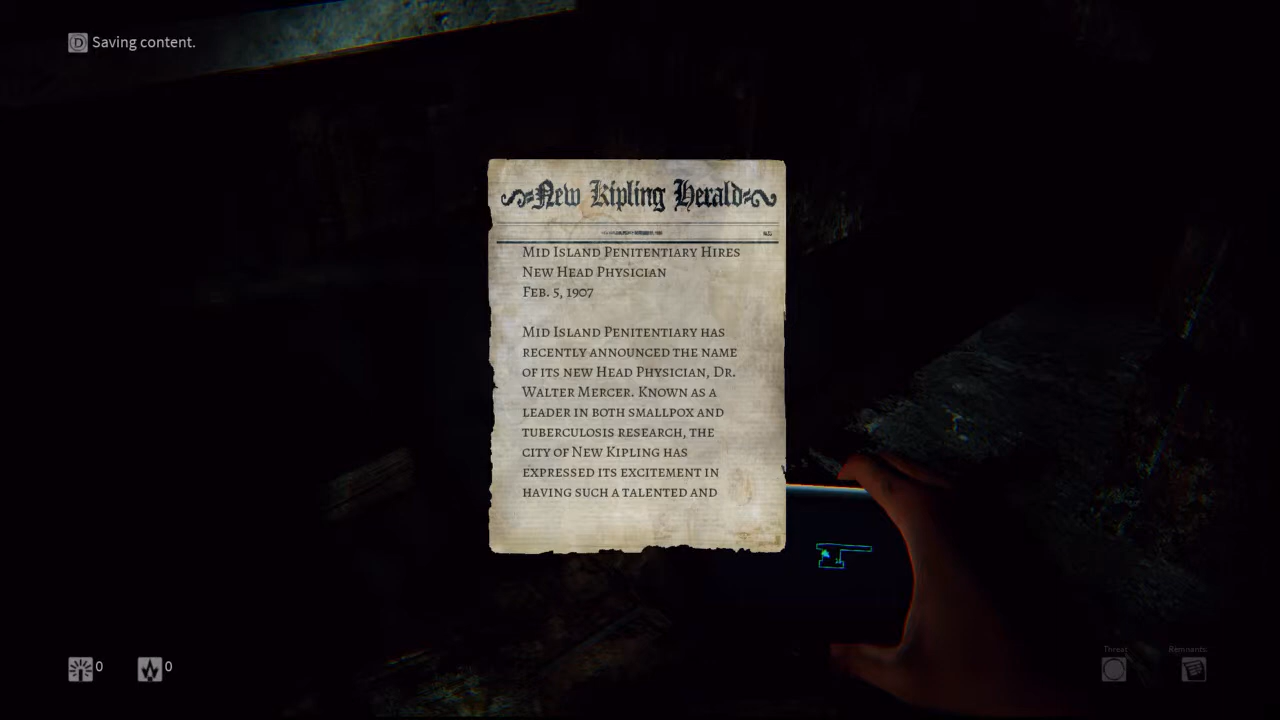 Saving content.
New Kipling Herald
Mid Island Penitentiary Hires
New Head Physician
Feb. 5, 1907
Mid Island Penitentiary has
recently announced the name
of its new Head Physician, Dr.
Walter Mercer. Known as a
leader in both smallpox and
tuberculosis research, the
city of New Kipling has
expressed its excitement in
having such a talented and
0
0
Threat
Remnants